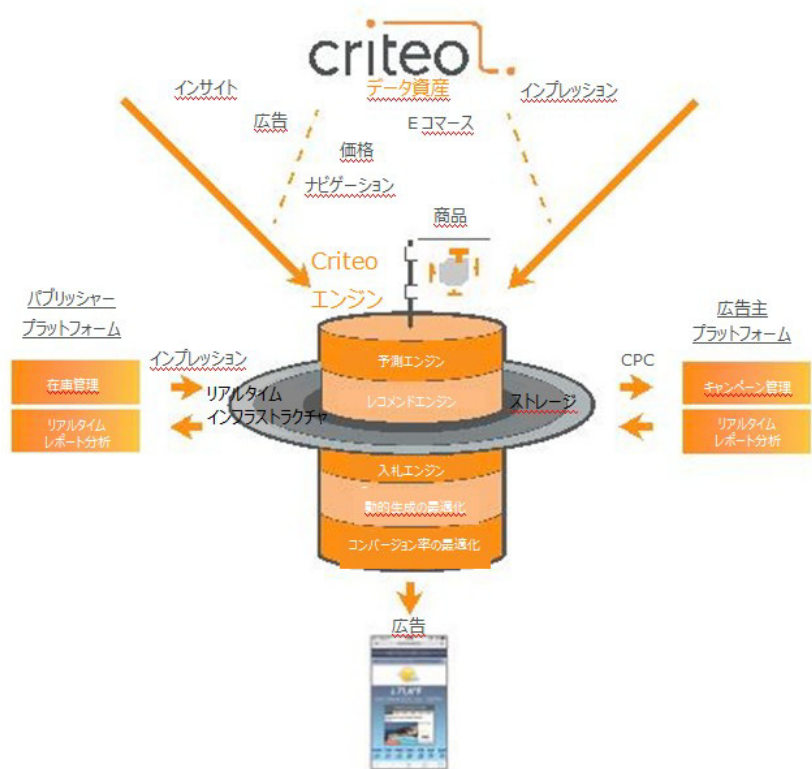 criteo
インサイト
データ資産
インプレッション
広告
Eコマース
価格
ナビゲーション
商品
Criteo
エンジン
パブリッシャー
プラットフォーム
広告主
プラットフォーム
インプレッション
CPC
在庫管理
リアルタイム
レポート分析
リアルタイム
インフラストラクチャ
ストレージ
キャンペーン管理
リアルタイム
レポート分析
予測エンジン
レコメンドエンジン
入札エンジン
動的生成の最適化
コンバージョン率の最適化
広告